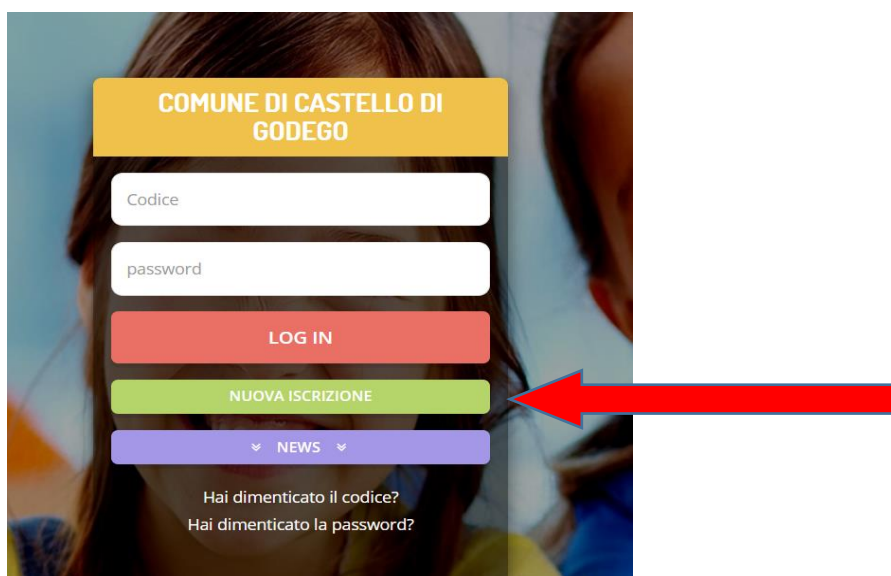 COMUNE DI CASTELLO DI
GODEGO
Codice
password
LOG IN
NUOVA ISCRIZIONE
NEWS
Hai dimenticato il codice?
Hai dimenticato la password?